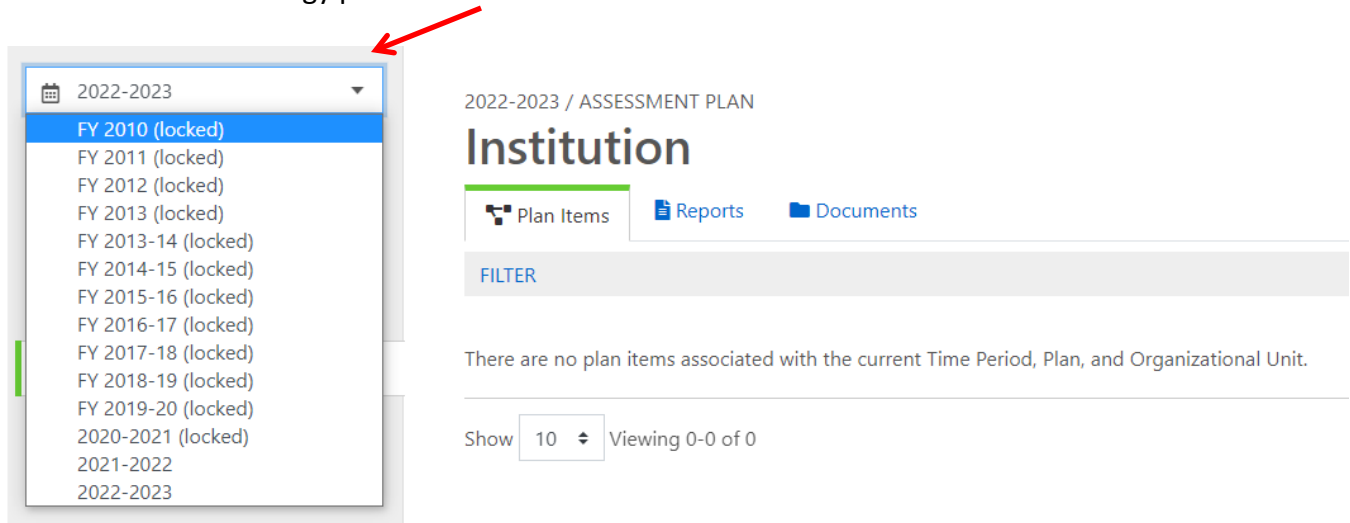 2022-2023
FY 2010 (locked)
FY 2011 (locked)
FY 2012 (locked)
FY 2013 (locked)
FY 2013-14 (locked)
FY 2014-15 (locked)
FY 2015-16 (locked)
FY 2016-17 (locked)
FY 2017-18 (locked)
FY 2018-19 (locked)
FY 2019-20 (locked)
2020-2021 (locked)
2021-2022
2022-2023
2022-2023 / ASSESSMENT PLAN
Institution
Plan Items Reports Documents
FILTER
There are no plan items associated with the current Time Period, Plan, and Organizational Unit.
Show 10 Viewing 0-0 of 0